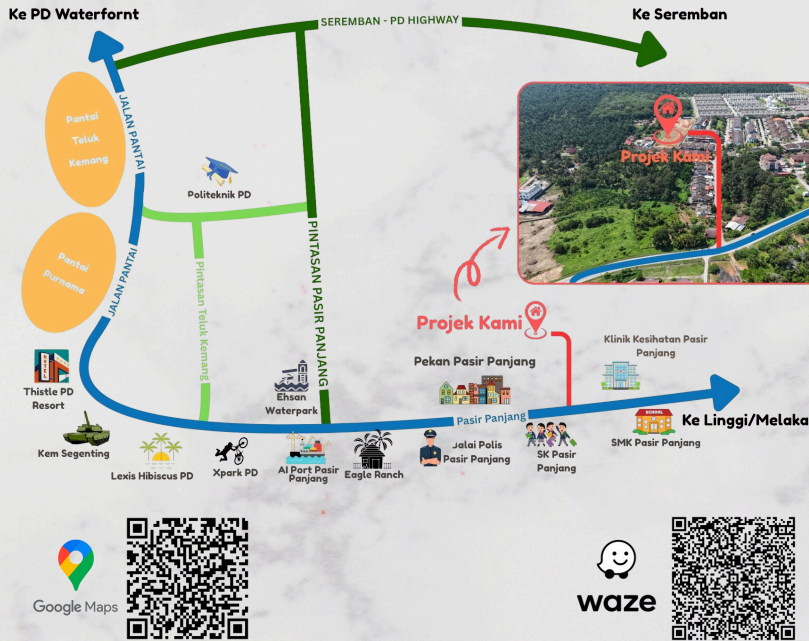 Ke PD Waterfornt
SEREMBAN - PD HIGHWAY
Ke Seremban
JALAN PANTAI
Pantai
Teluk
Kemang
Politeknik PD
Projek Kami
Pantai
Purnama
JALAN PANTAI
Pintasan Teluk Kemang
PINTASAN PASIR PANJANG
Projek Kami
Klinik Kesihatan Pasir
Panjang
Pekan Pasir Panjang
Thistle PD
Resort
HOTEL
Ehsan
Waterpark
Pasir Panjang
SCHOOL
Ke Linggi/Melaka
Kem Segenting
Lexis Hibiscus PD
Xpark PD
AI Port Pasir
Panjang
Eagle Ranch
Jalai Polis
Pasir Panjang
SK Pasir
Panjang
SMK Pasir Panjang
Google Maps
waze